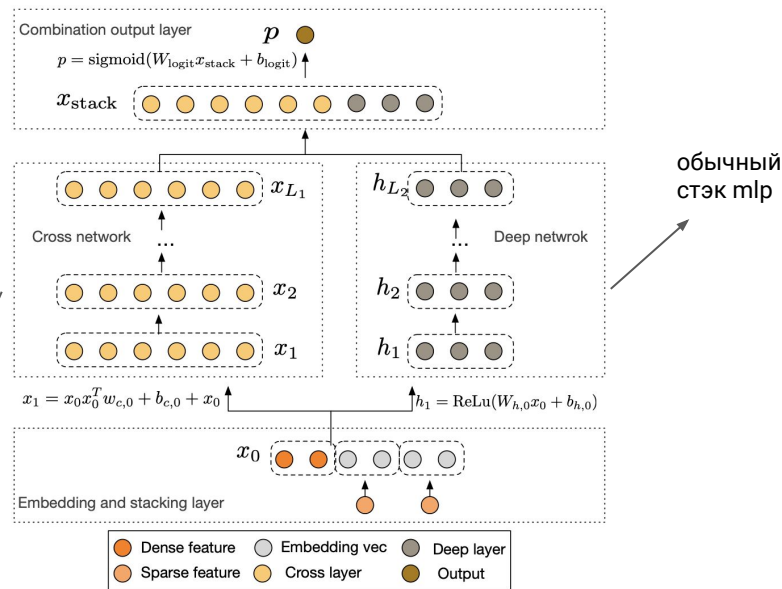 Combination output layer
p
p = sigmoid(W_logit x_stack + b_logit)
x_stack
x_{L_1}
h_{L_2}
обычный
стэк mlp
Cross network
...
...
Deep netwrok
x_2
h_2
x_1
h_1
x_1 = x_0 x_0^T w_{c,0} + b_{c,0} + x_0
h_1 = ReLu(W_{h,0} x_0 + b_{h,0})
x_0
Embedding and stacking layer
Dense feature Embedding vec Deep layer
Sparse feature Cross layer Output